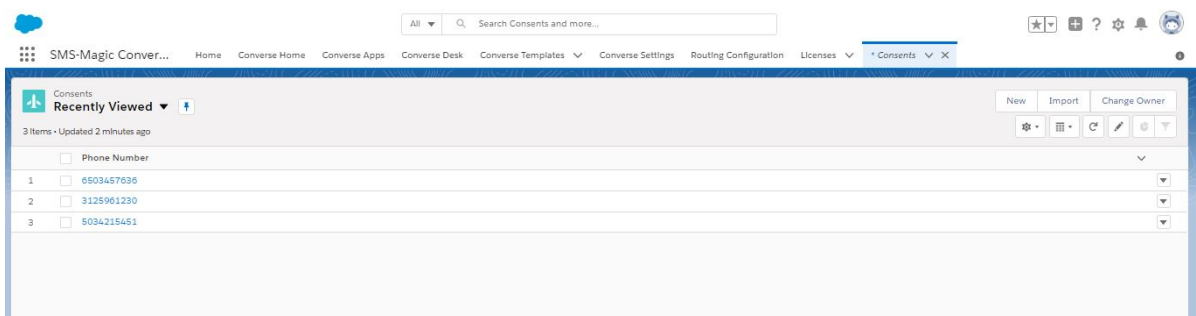 All
Search Consents and more...
SMS-Magic Conver...
Home
Converse Home
Converse Apps
Converse Desk
Converse Templates
Converse Settings
Routing Configuration
Licenses
* Consents
Consents
Recently Viewed
New
Import
Change Owner
3 Items • Updated 2 minutes ago
Phone Number
1 6503457636
2 3125961230
3 5034215451